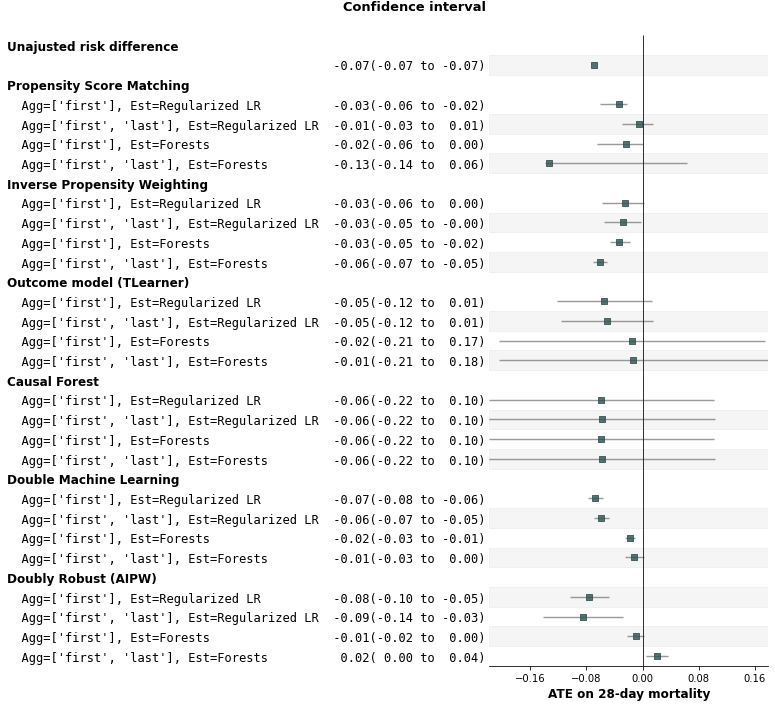 Confidence interval
Unajusted risk difference
-0.07(-0.07 to -0.07)
Propensity Score Matching
Agg=['first'], Est=Regularized LR -0.03(-0.06 to -0.02)
Agg=['first', 'last'], Est=Regularized LR -0.01(-0.03 to 0.01)
Agg=['first'], Est=Forests -0.02(-0.06 to 0.00)
Agg=['first', 'last'], Est=Forests -0.13(-0.14 to 0.06)
Inverse Propensity Weighting
Agg=['first'], Est=Regularized LR -0.03(-0.06 to 0.00)
Agg=['first', 'last'], Est=Regularized LR -0.03(-0.05 to -0.00)
Agg=['first'], Est=Forests -0.03(-0.05 to -0.02)
Agg=['first', 'last'], Est=Forests -0.06(-0.07 to -0.05)
Outcome model (TLearner)
Agg=['first'], Est=Regularized LR -0.05(-0.12 to 0.01)
Agg=['first', 'last'], Est=Regularized LR -0.05(-0.12 to 0.01)
Agg=['first'], Est=Forests -0.02(-0.21 to 0.17)
Agg=['first', 'last'], Est=Forests -0.01(-0.21 to 0.18)
Causal Forest
Agg=['first'], Est=Regularized LR -0.06(-0.22 to 0.10)
Agg=['first', 'last'], Est=Regularized LR -0.06(-0.22 to 0.10)
Agg=['first'], Est=Forests -0.06(-0.22 to 0.10)
Agg=['first', 'last'], Est=Forests -0.06(-0.22 to 0.10)
Double Machine Learning
Agg=['first'], Est=Regularized LR -0.07(-0.08 to -0.06)
Agg=['first', 'last'], Est=Regularized LR -0.06(-0.07 to -0.05)
Agg=['first'], Est=Forests -0.02(-0.03 to -0.01)
Agg=['first', 'last'], Est=Forests -0.01(-0.03 to 0.00)
Doubly Robust (AIPW)
Agg=['first'], Est=Regularized LR -0.08(-0.10 to -0.05)
Agg=['first', 'last'], Est=Regularized LR -0.09(-0.14 to -0.03)
Agg=['first'], Est=Forests -0.01(-0.02 to 0.00)
Agg=['first', 'last'], Est=Forests 0.02( 0.00 to 0.04)
−0.16 −0.08 0.00 0.08 0.16
ATE on 28-day mortality